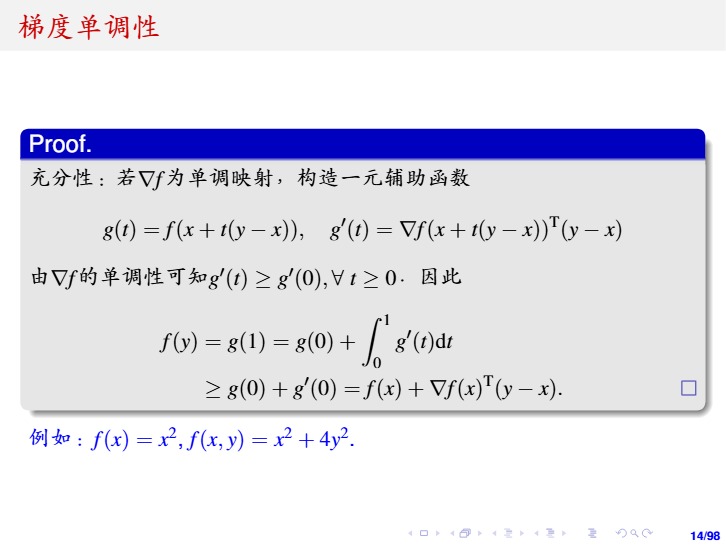 梯度单调性
Proof.
充分性：若∇f为单调映射，构造一元辅助函数
g(t) = f(x + t(y − x)), g′(t) = ∇f(x + t(y − x))ᵀ(y − x)
由∇f的单调性可知g′(t) ≥ g′(0), ∀ t ≥ 0. 因此
f(y) = g(1) = g(0) + ∫₀¹ g′(t)dt
≥ g(0) + g′(0) = f(x) + ∇f(x)ᵀ(y − x). □
例如：f(x) = x², f(x, y) = x² + 4y².
14/98